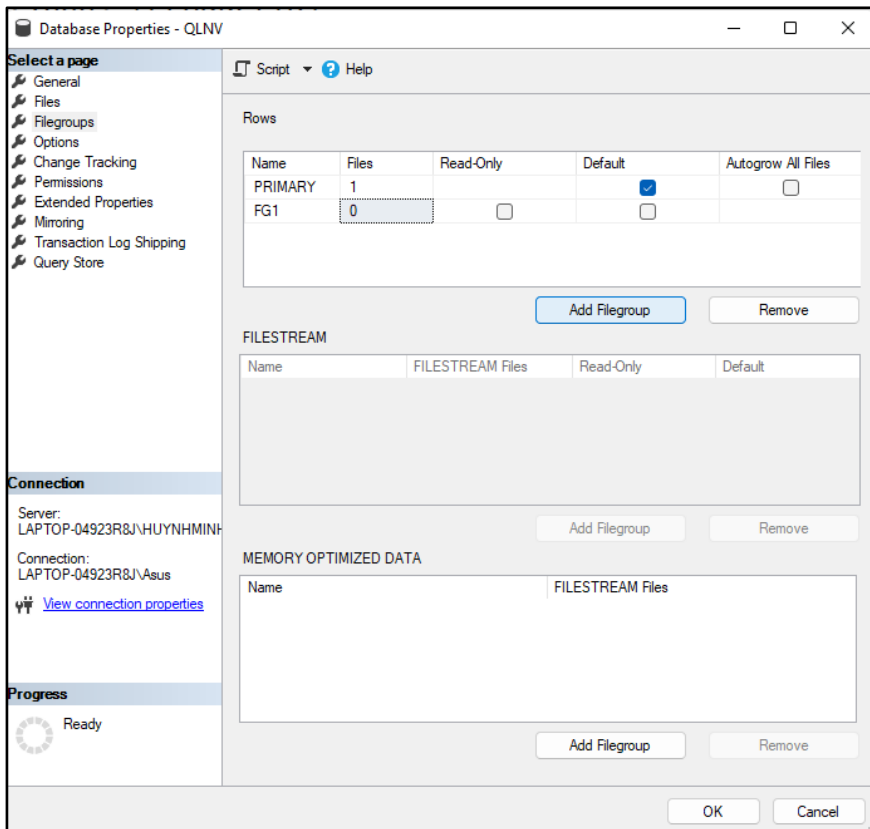 Database Properties - QLNV
Select a page
General
Files
Filegroups
Options
Change Tracking
Permissions
Extended Properties
Mirroring
Transaction Log Shipping
Query Store
Connection
Server:
LAPTOP-04923R8J\HUYNHMINH
Connection:
LAPTOP-04923R8J\Asus
View connection properties
Progress
Ready
Script Help
Rows
Name Files Read-Only Default Autogrow All Files
PRIMARY 1
FG1 0
Add Filegroup Remove
FILESTREAM
Name FILESTREAM Files Read-Only Default
Add Filegroup Remove
MEMORY OPTIMIZED DATA
Name FILESTREAM Files
Add Filegroup Remove
OK Cancel